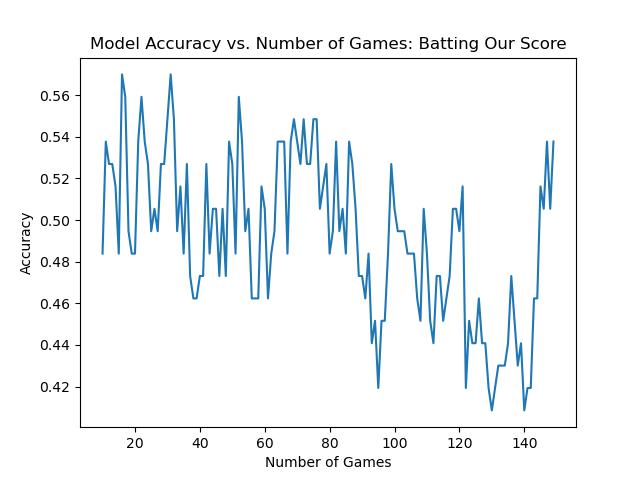 Model Accuracy vs. Number of Games: Batting Our Score
0.56
0.54
0.52
0.50
0.48
0.46
0.44
0.42
Accuracy
20 40 60 80 100 120 140
Number of Games